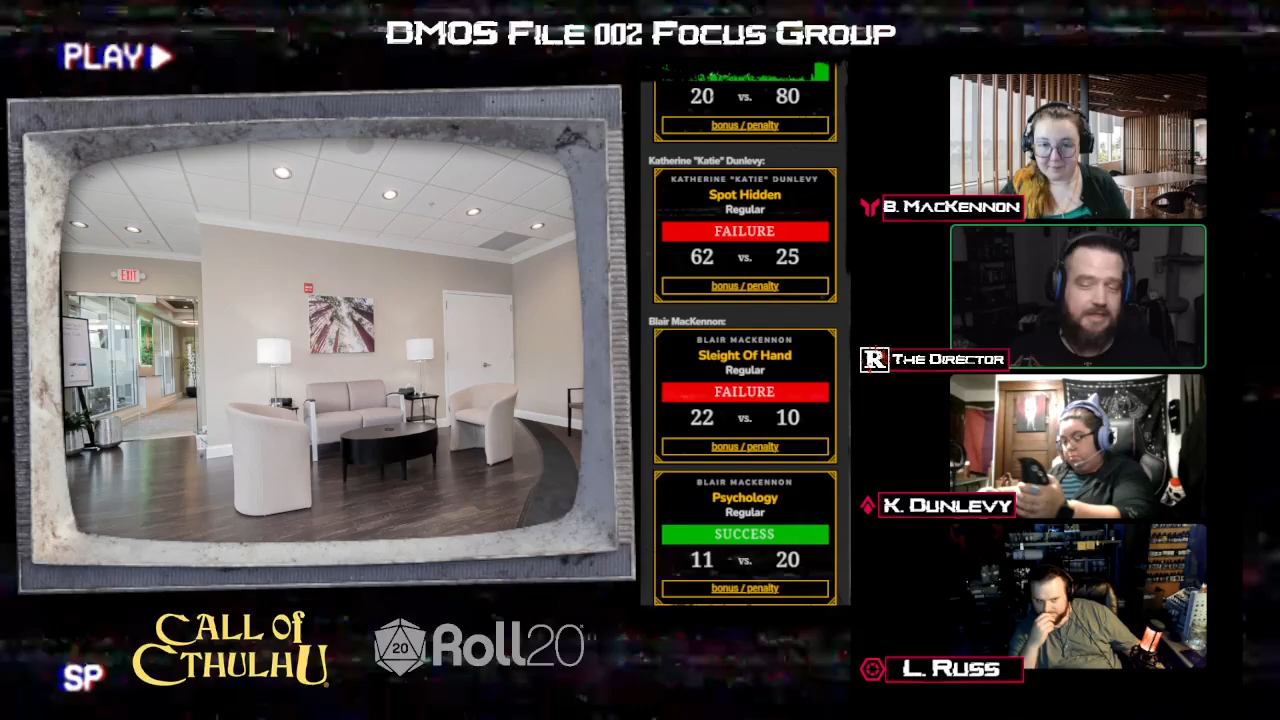 DMOS File 002 Focus Group
PLAY
20 vs. 80
bonus / penalty
Katherine "Katie" Dunlevy:
KATHERINE "KATIE" DUNLEVY
Spot Hidden
Regular
FAILURE
62 vs. 25
bonus / penalty
Blair MacKennon:
BLAIR MACKENNON
Sleight Of Hand
Regular
FAILURE
22 vs. 10
bonus / penalty
BLAIR MACKENNON
Psychology
Regular
SUCCESS
11 vs. 20
bonus / penalty
EXIT
B. MacKennon
R The Director
K. Dunlevy
L. Russ
CALL of
CTHULHU
20
Roll20
SP